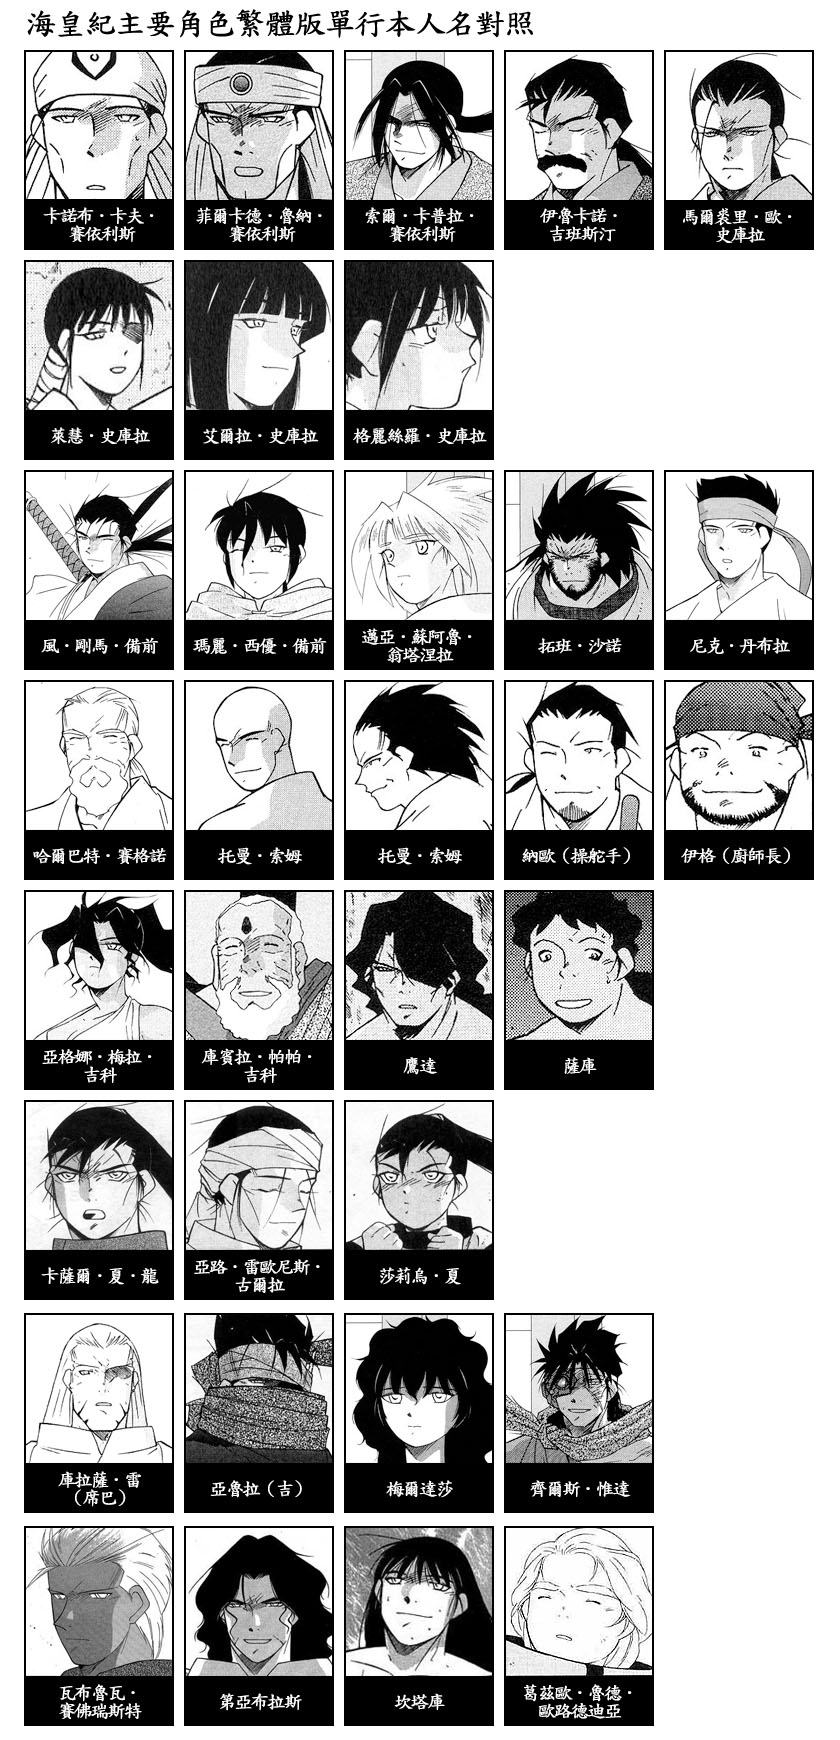 海皇紀主要角色繁體版單行本人名對照
卡諾布・卡夫・
賽依利斯
菲爾卡德・魯納・
賽依利斯
索爾・卡普拉・
賽依利斯
伊魯卡諾・
吉班斯汀
馬爾裘里・歐・
史庫拉
萊慧・史庫拉
艾爾拉・史庫拉
格麗絲羅・史庫拉
風・剛馬・備前
瑪麗・西優・備前
邁亞・蘇阿魯・
翁塔涅拉
拓班・沙諾
尼克・丹布拉
哈爾巴特・賽格諾
托曼・索姆
托曼・索姆
納歐（操舵手）
伊格（廚師長）
亞格娜・梅拉・
吉科
庫賓拉・帕帕・
吉科
鷹達
薩庫
卡薩爾・夏・龍
亞路・雷歐尼斯・
古爾拉
莎莉烏・夏
庫拉薩・雷
（席巴）
亞魯拉（吉）
梅爾達莎
齊爾斯・惟達
瓦布魯瓦・
賽佛瑞斯特
第亞布拉斯
坎塔庫
葛茲歐・魯德・
歐路德迪亞